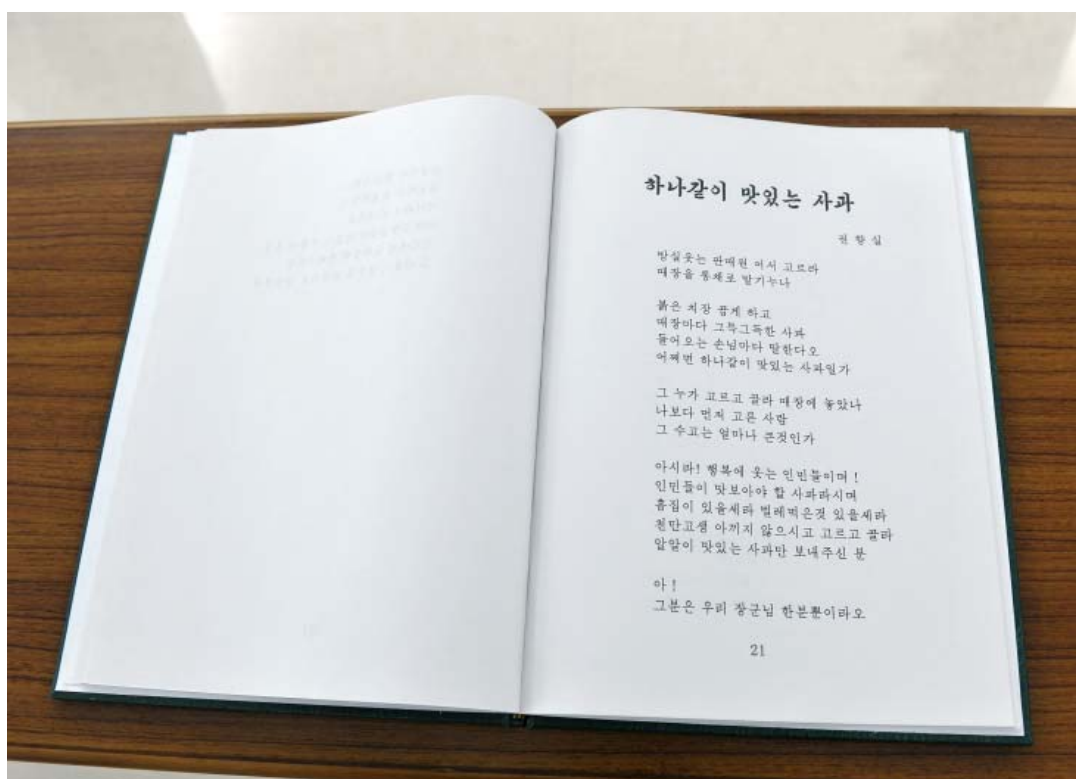 하나같이 맛있는 사과
권 향 실
방실웃는 판매원 어서 고르라
매장을 통채로 맡기누나
붉은 치장 곱게 하고
매장마다 그득그득한 사과
들어오는 손님마다 말한다오
어쩌면 하나같이 맛있는 사과일가
그 누가 고르고 골라 매장에 놓았나
나보다 먼저 고른 사람
그 수고는 얼마나 큰것인가
아시라! 행복에 웃는 인민들이며!
인민들이 맛보아야 할 사과라시며
흠집이 있을세라 벌레먹은것 있을세라
천만고생 아끼지 않으시고 고르고 골라
알알이 맛있는 사과만 보내주신 분
아!
그분은 우리 장군님 한분뿐이라오
21